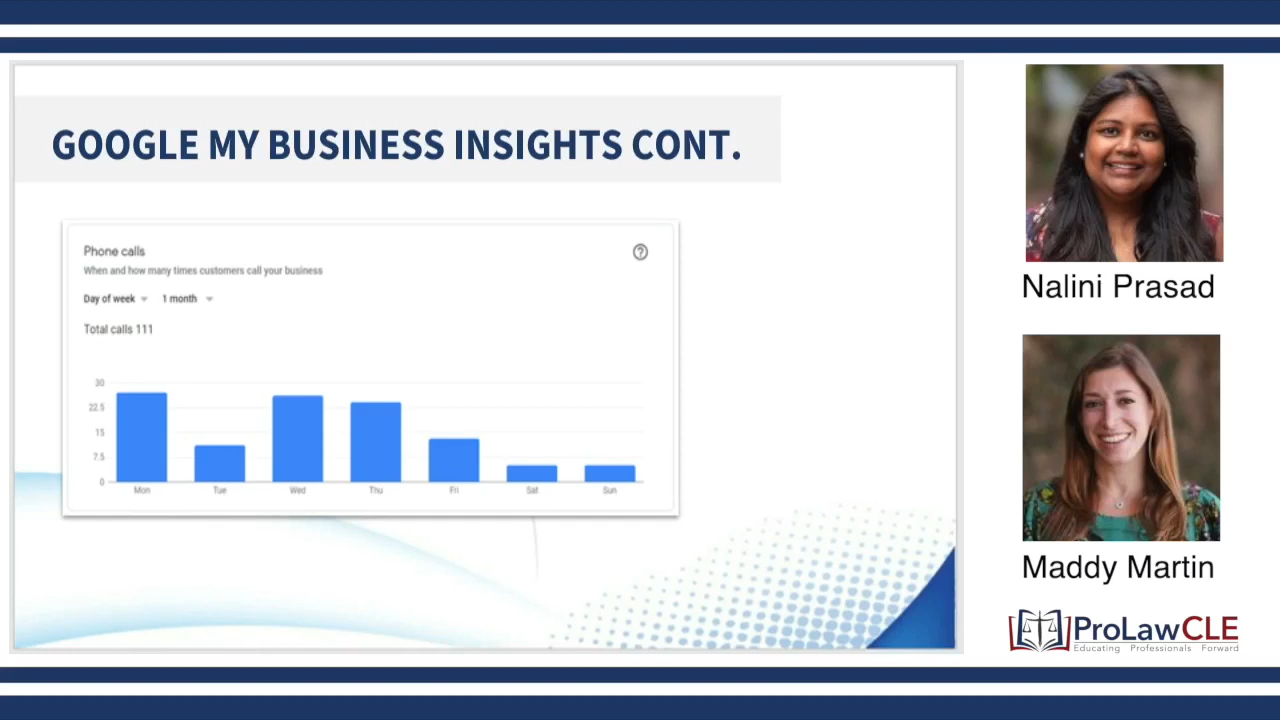 GOOGLE MY BUSINESS INSIGHTS CONT.
Phone calls
When and how many times customers call your business
Day of week 1 month
Total calls 111
30
22.5
15
7.5
0
Mon Tue Wed Thu Fri Sat Sun
Nalini Prasad
Maddy Martin
ProLawCLE
Educating Professionals Forward